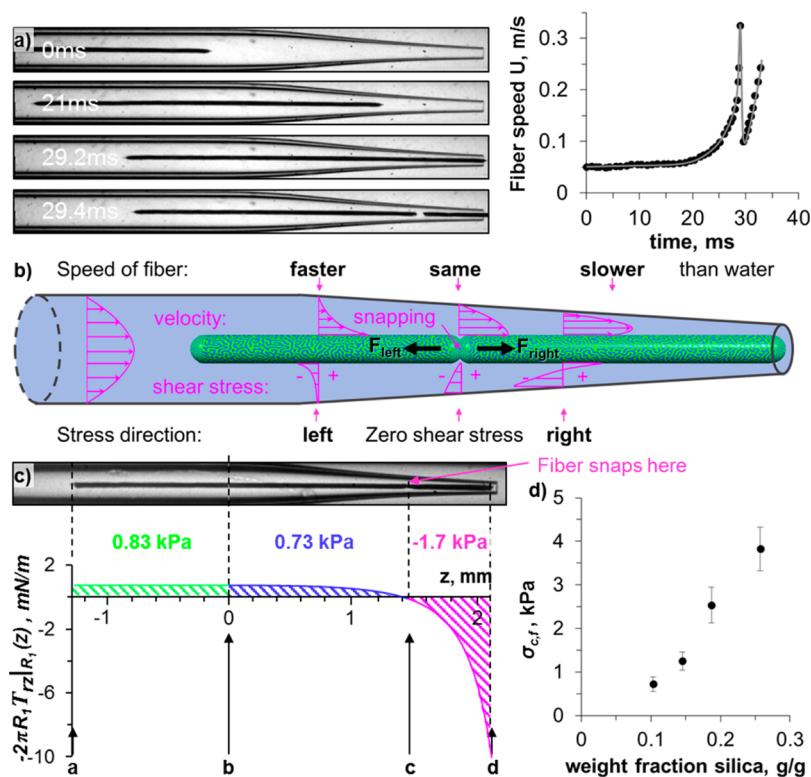 a)
0ms
21ms
29.2ms
29.4ms
Fiber speed U, m/s
0.3
0.2
0.1
0
0 10 20 30 40
time, ms
b) Speed of fiber: faster same slower than water
velocity: snapping
F_left F_right
shear stress: - + - + - +
Stress direction: left Zero shear stress right
c)
Fiber snaps here
0.83 kPa 0.73 kPa -1.7 kPa
z, mm
-2πR₁T_rz|_R₁(z), mN/m
2
-2
-6
-10
-1 0 1 2
a b c d
d)
σ_c,f, kPa
5
4
3
2
1
0
0.0 0.1 0.2 0.3
weight fraction silica, g/g